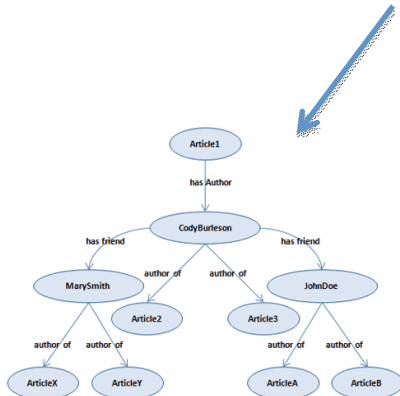 Article1
has Author
CodyBurleson
has friend
has friend
author of
author of
MarySmith
JohnDoe
Article2
Article3
author of
author of
author of
author of
ArticleX
ArticleY
ArticleA
ArticleB